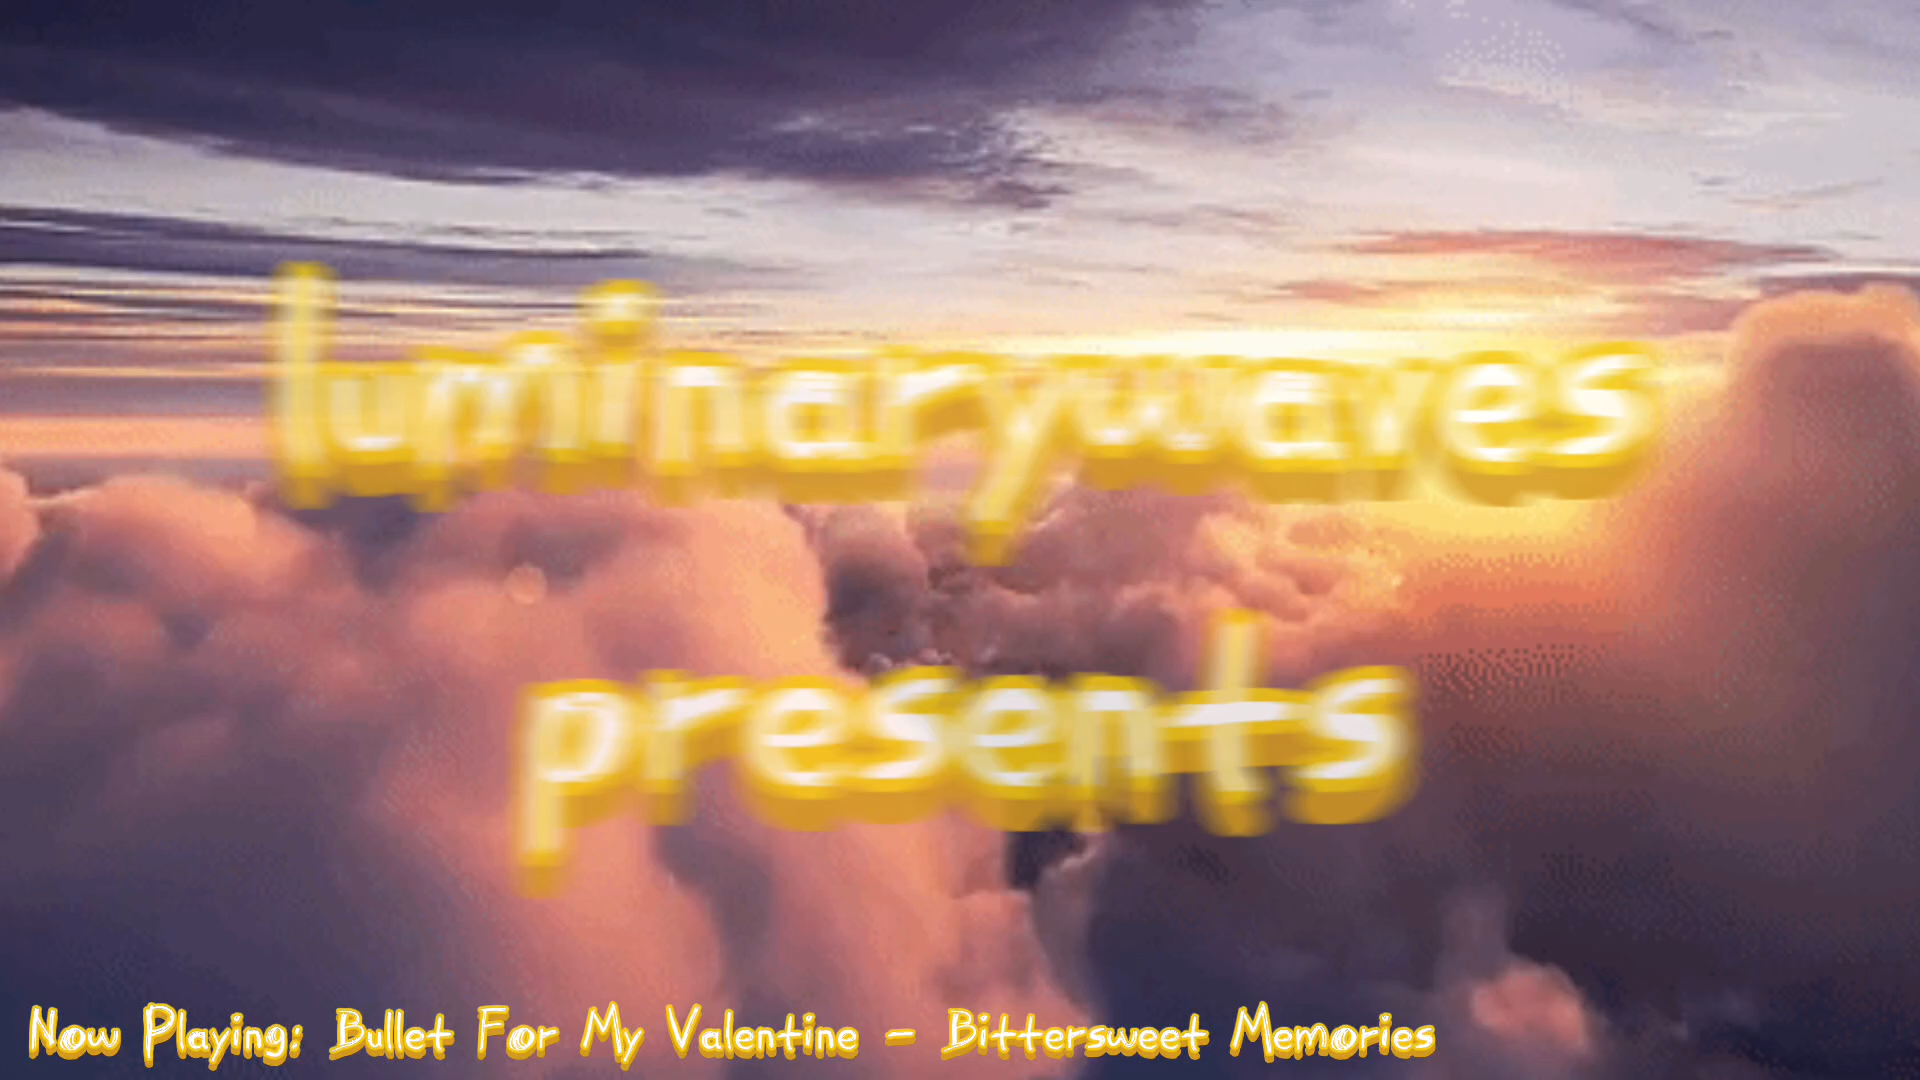 luminarywaves
presents
Now Playing: Bullet For My Valentine - Bittersweet Memories